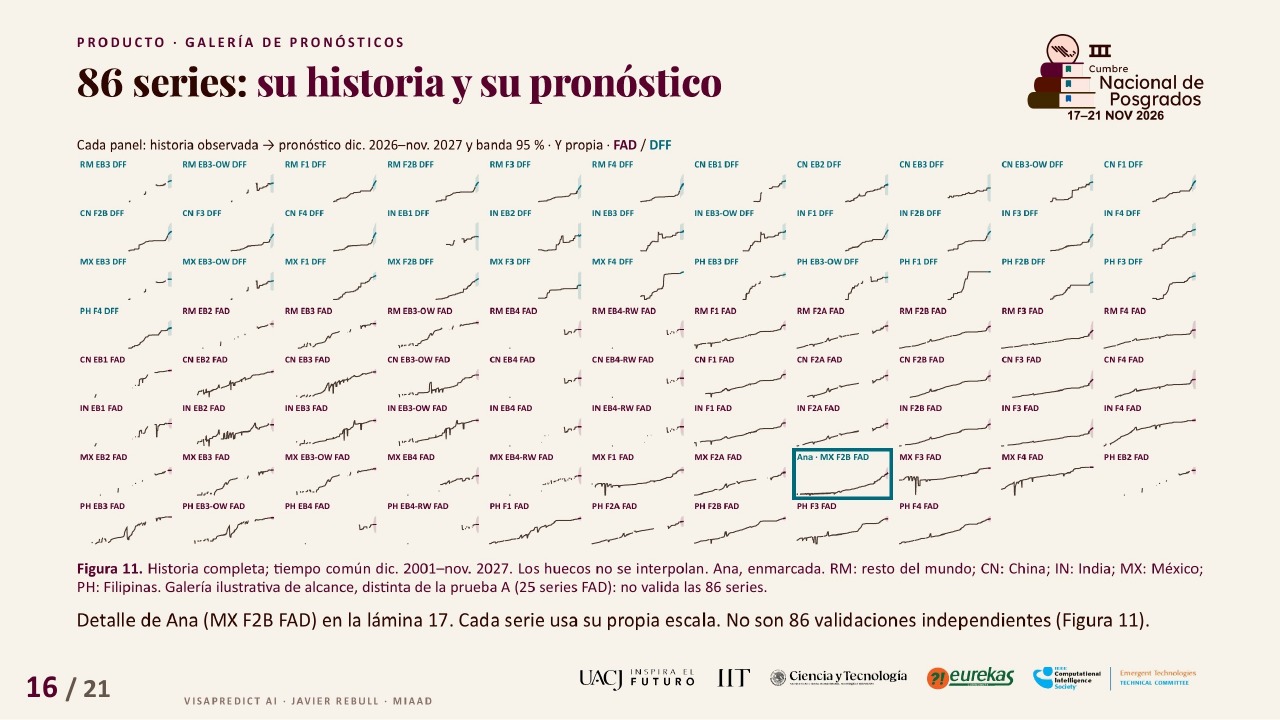 PRODUCTO · GALERÍA DE PRONÓSTICOS
86 series: su historia y su pronóstico
III
Cumbre
Nacional de
Posgrados
17–21 NOV 2026
Cada panel: historia observada → pronóstico dic. 2026–nov. 2027 y banda 95 % · Y propia · FAD / DFF
RM EB3 DFF RM EB3-OW DFF RM F1 DFF RM F2B DFF RM F3 DFF RM F4 DFF CN EB1 DFF CN EB2 DFF CN EB3 DFF CN EB3-OW DFF CN F1 DFF
CN F2B DFF CN F3 DFF CN F4 DFF IN EB1 DFF IN EB2 DFF IN EB3 DFF IN EB3-OW DFF IN F1 DFF IN F2B DFF IN F3 DFF IN F4 DFF
MX EB3 DFF MX EB3-OW DFF MX F1 DFF MX F2B DFF MX F3 DFF MX F4 DFF PH EB3 DFF PH EB3-OW DFF PH F1 DFF PH F2B DFF PH F3 DFF
PH F4 DFF RM EB2 FAD RM EB3 FAD RM EB3-OW FAD RM EB4 FAD RM EB4-RW FAD RM F1 FAD RM F2A FAD RM F2B FAD RM F3 FAD RM F4 FAD
CN EB1 FAD CN EB2 FAD CN EB3 FAD CN EB3-OW FAD CN EB4 FAD CN EB4-RW FAD CN F1 FAD CN F2A FAD CN F2B FAD CN F3 FAD CN F4 FAD
IN EB1 FAD IN EB2 FAD IN EB3 FAD IN EB3-OW FAD IN EB4 FAD IN EB4-RW FAD IN F1 FAD IN F2A FAD IN F2B FAD IN F3 FAD IN F4 FAD
MX EB2 FAD MX EB3 FAD MX EB3-OW FAD MX EB4 FAD MX EB4-RW FAD MX F1 FAD MX F2A FAD Ana · MX F2B FAD MX F3 FAD MX F4 FAD PH EB2 FAD
PH EB3 FAD PH EB3-OW FAD PH EB4 FAD PH EB4-RW FAD PH F1 FAD PH F2A FAD PH F2B FAD PH F3 FAD PH F4 FAD
Figura 11. Historia completa; tiempo común dic. 2001–nov. 2027. Los huecos no se interpolan. Ana, enmarcada. RM: resto del mundo; CN: China; IN: India; MX: México;
PH: Filipinas. Galería ilustrativa de alcance, distinta de la prueba A (25 series FAD): no valida las 86 series.
Detalle de Ana (MX F2B FAD) en la lámina 17. Cada serie usa su propia escala. No son 86 validaciones independientes (Figura 11).
16 / 21
VISAPREDICT AI · JAVIER REBULL · MIAAD
UACJ INSPIRA EL FUTURO
IIT
Ciencia y Tecnología
?! eurekas
IEEE Computational Intelligence Society
Emergent Technologies
TECHNICAL COMMITTEE